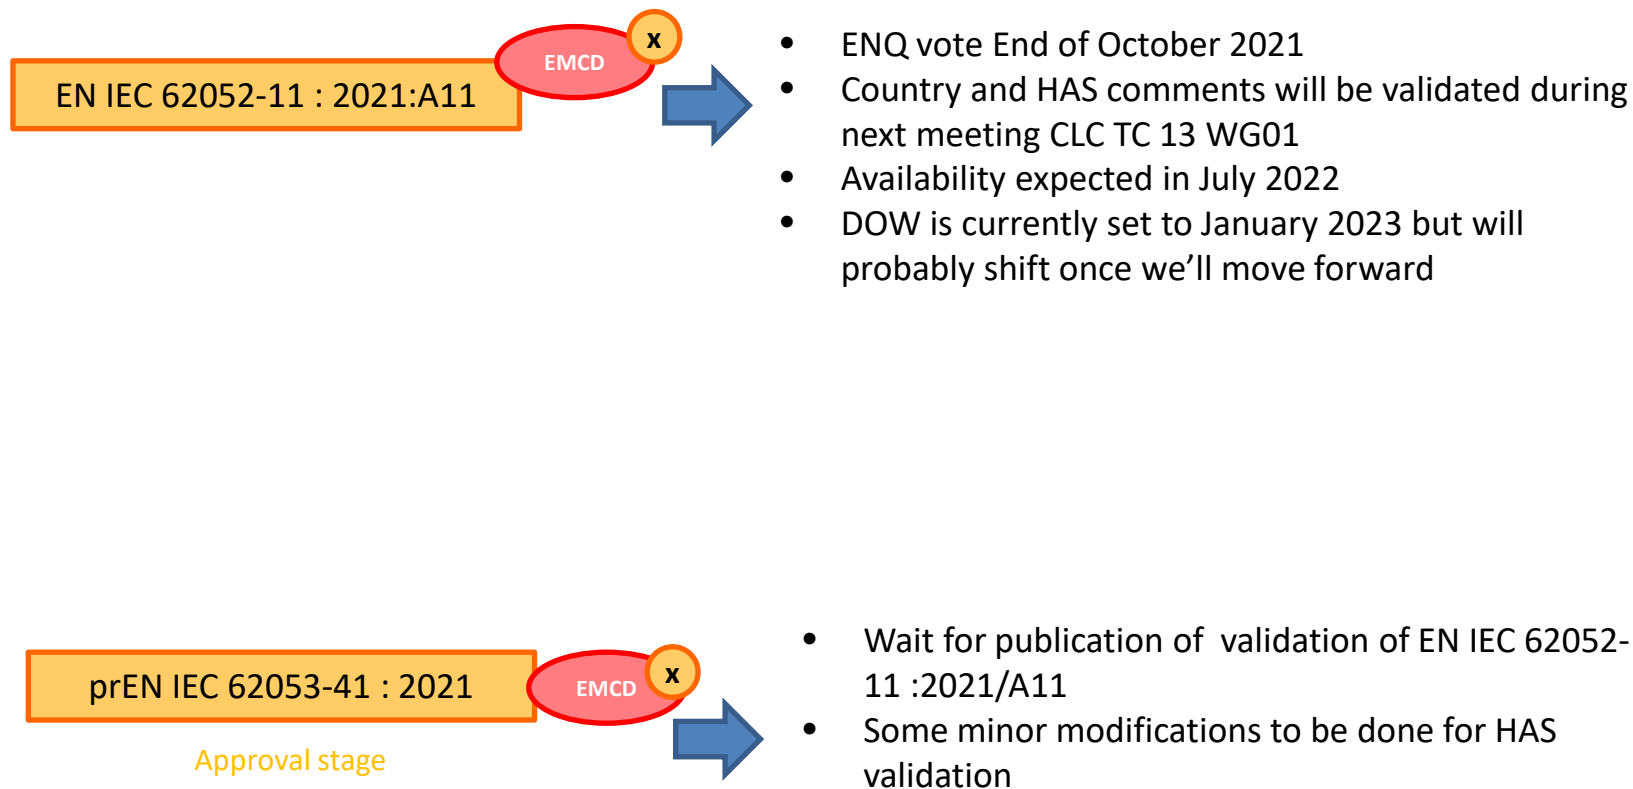 EN IEC 62052-11 : 2021:A11
EMCD
x
• ENQ vote End of October 2021
• Country and HAS comments will be validated during
next meeting CLC TC 13 WG01
• Availability expected in July 2022
• DOW is currently set to January 2023 but will
probably shift once we’ll move forward
prEN IEC 62053-41 : 2021
EMCD
x
Approval stage
• Wait for publication of  validation of EN IEC 62052-
11 :2021/A11
• Some minor modifications to be done for HAS
validation